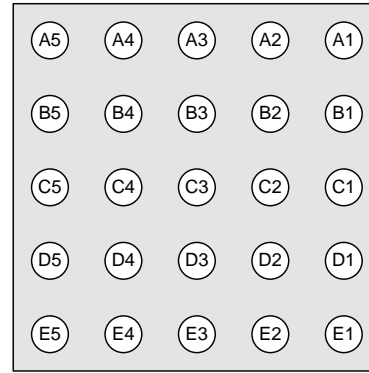 A5 A4 A3 A2 A1
B5 B4 B3 B2 B1
C5 C4 C3 C2 C1
D5 D4 D3 D2 D1
E5 E4 E3 E2 E1